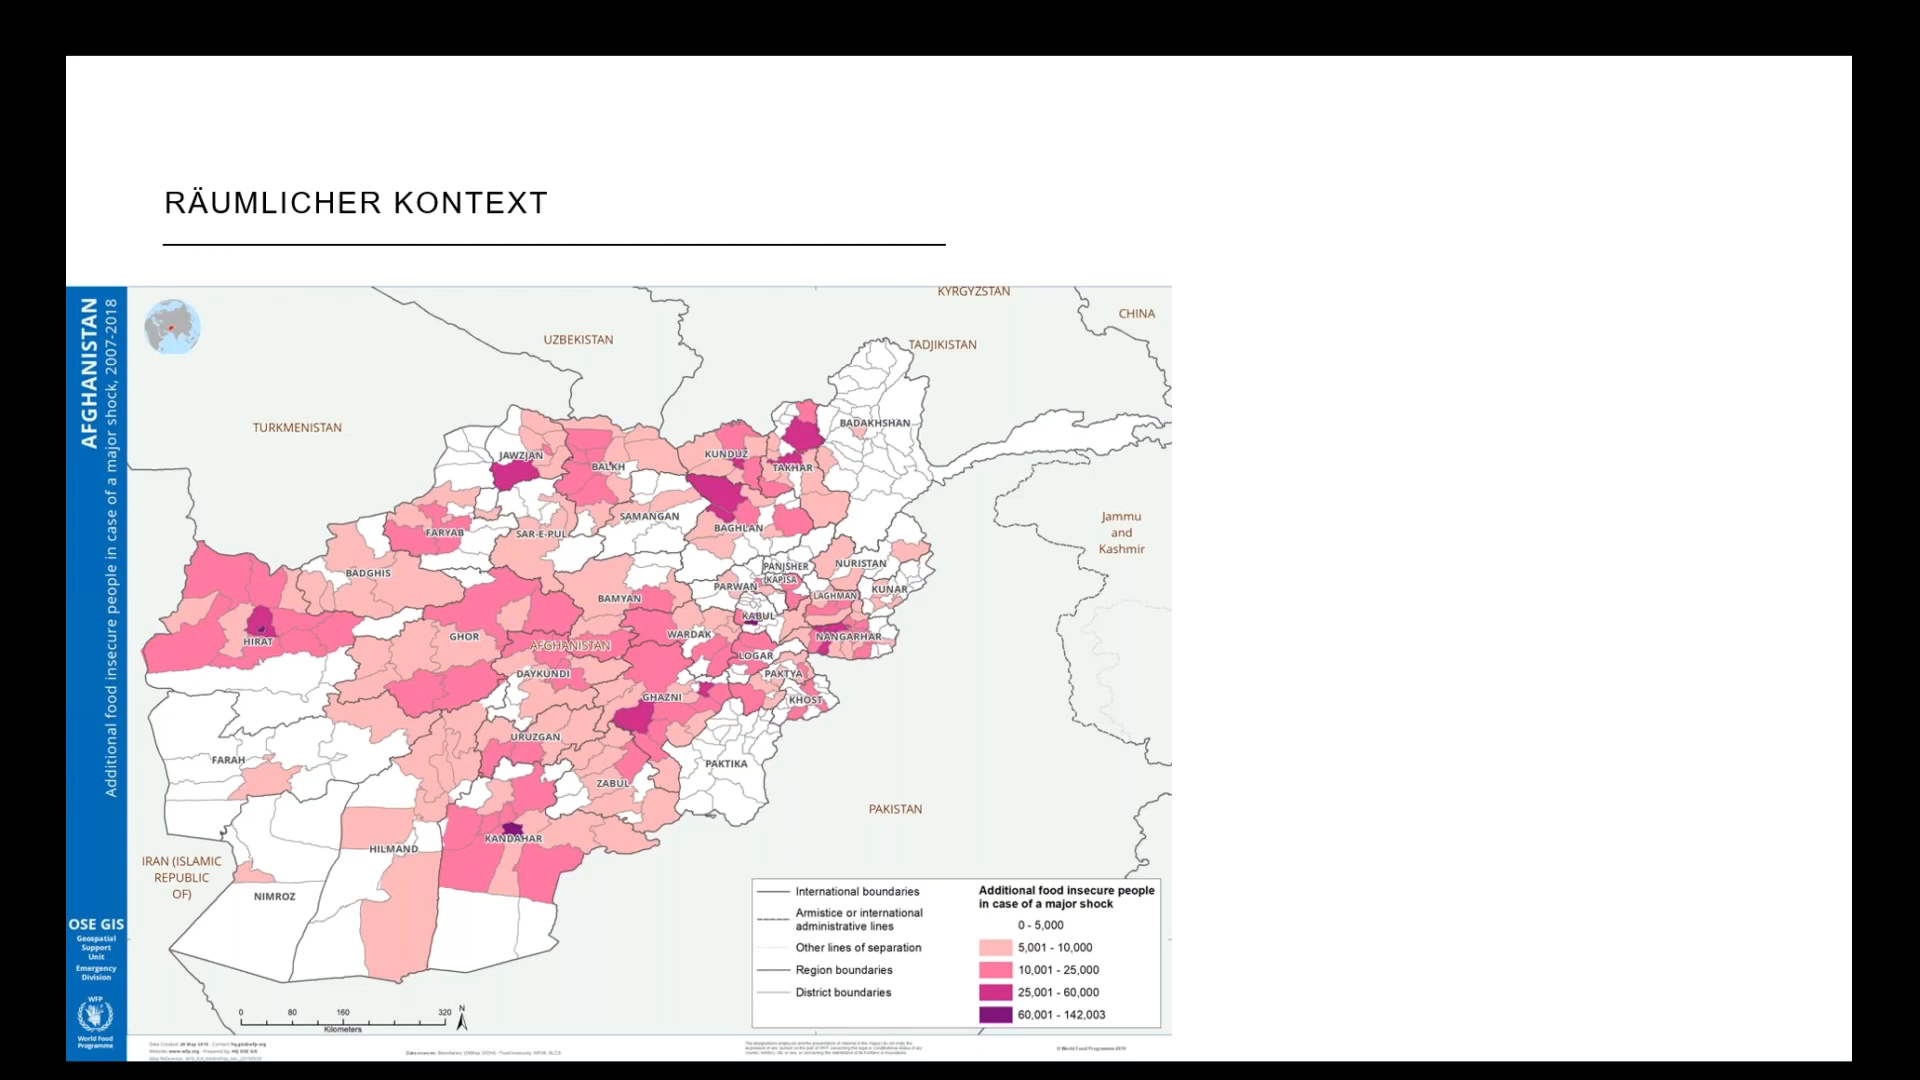 RÄUMLICHER KONTEXT
AFGHANISTAN
Additional food insecure people in case of a major shock, 2007-2018
KYRGYZSTAN
CHINA
UZBEKISTAN
TADJIKISTAN
TURKMENISTAN
BADAKHSHAN
JAWZJAN
KUNDUZ
BALKH
TAKHAR
SAMANGAN
Jammu
and
Kashmir
FARYAB
SAR-E-PUL
BAGHLAN
BADGHIS
PANJSHER
NURISTAN
KAPISA
PARWAN
KUNAR
LAGHMAN
BAMYAN
KABUL
HIRAT
GHOR
WARDAK
NANGARHAR
AFGHANISTAN
LOGAR
DAYKUNDI
PAKTYA
GHAZNI
KHOST
URUZGAN
FARAH
PAKTIKA
ZABUL
PAKISTAN
KANDAHAR
HILMAND
IRAN (ISLAMIC
REPUBLIC
OF)
NIMROZ
International boundaries
Armistice or international
administrative lines
Other lines of separation
Region boundaries
District boundaries
Additional food insecure people
in case of a major shock
0 - 5,000
5,001 - 10,000
10,001 - 25,000
25,001 - 60,000
60,001 - 142,003
OSE GIS
Geospatial
Support
Unit
Emergency
Division
WFP
World Food
Programme
0 80 160 320
Kilometers
N
© World Food Programme 2019